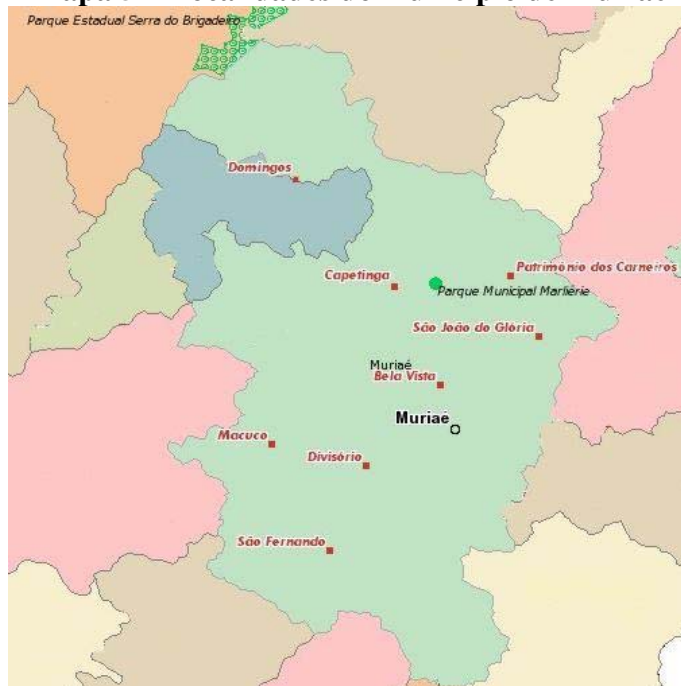 Parque Estadual Serra do Brigadeiro
Domingos
Patrimônio dos Carneiros
Capetinga
Parque Municipal Marliérie
São João do Glória
Muriaé
Bela Vista
Muriaé
Macuco
Divisório
São Fernando